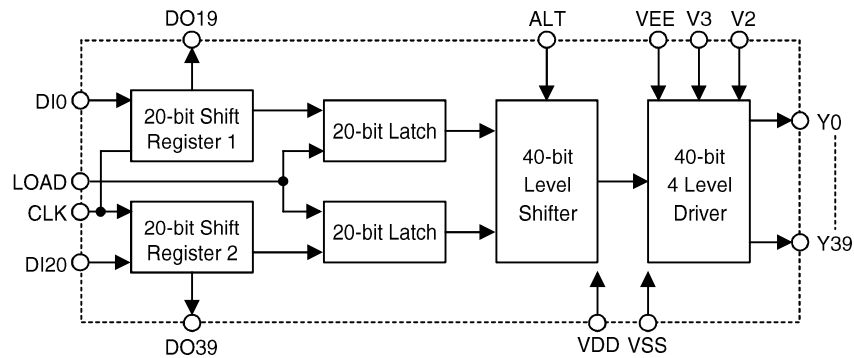 DO19
ALT
VEE
V3
V2
DI0
20-bit Shift
Register 1
20-bit Latch
40-bit
Level
Shifter
40-bit
4 Level
Driver
Y0
LOAD
CLK
20-bit Shift
Register 2
20-bit Latch
DI20
Y39
DO39
VDD
VSS